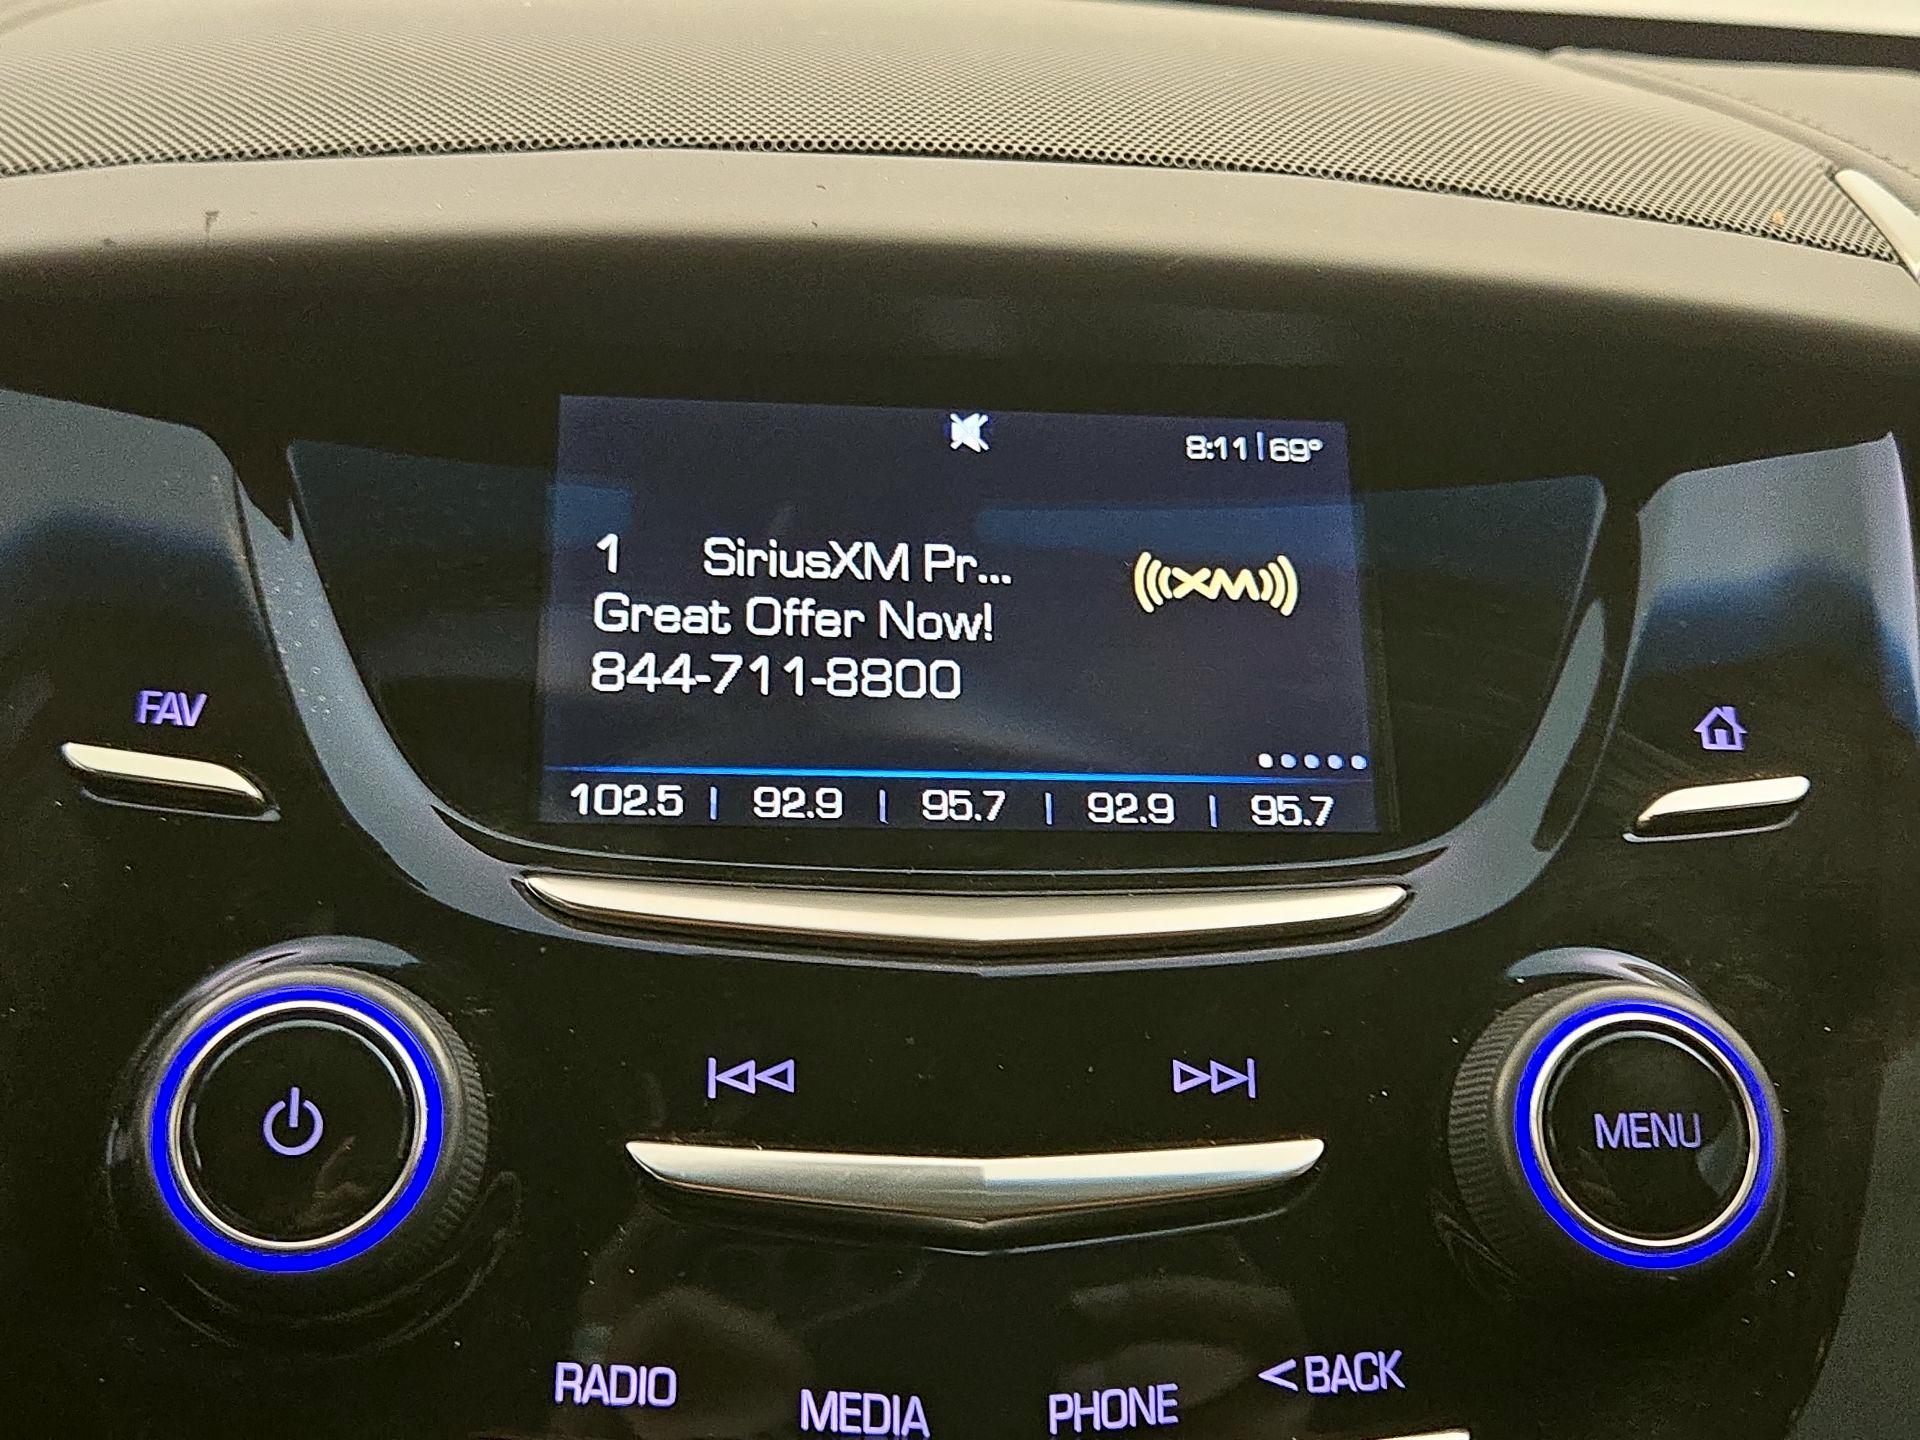 8:11 | 69°
1 SiriusXM Pr...
XM
Great Offer Now!
844-711-8800
102.5 | 92.9 | 95.7 | 92.9 | 95.7
FAV
MENU
RADIO
MEDIA
PHONE
< BACK